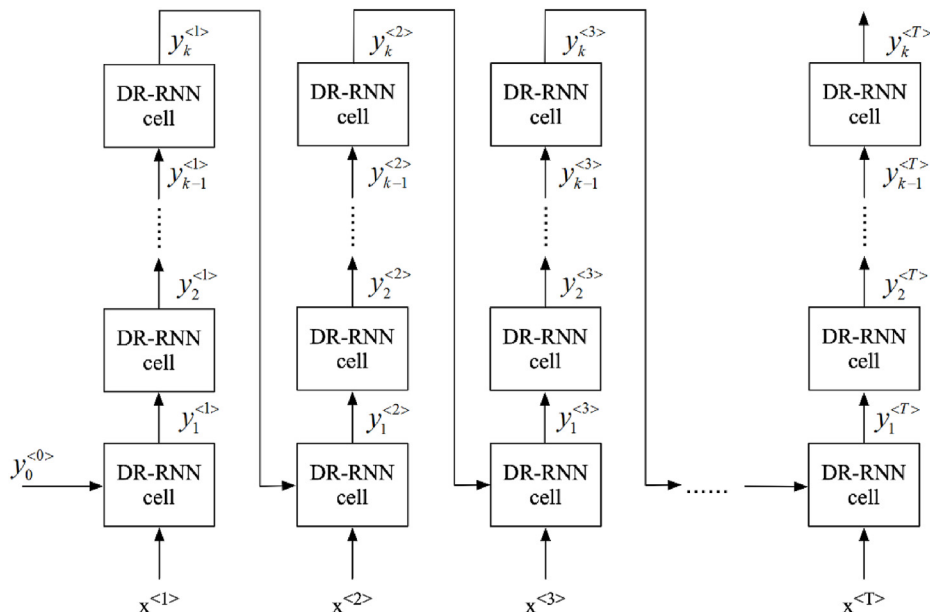 y_k^{<1>} y_k^{<2>} y_k^{<3>} y_k^{<T>}
DR-RNN cell DR-RNN cell DR-RNN cell DR-RNN cell
y_{k-1}^{<1>} y_{k-1}^{<2>} y_{k-1}^{<3>} y_{k-1}^{<T>}
...... ...... ...... ......
y_2^{<1>} y_2^{<2>} y_2^{<3>} y_2^{<T>}
DR-RNN cell DR-RNN cell DR-RNN cell DR-RNN cell
y_1^{<1>} y_1^{<2>} y_1^{<3>} y_1^{<T>}
y_0^{<0>}
DR-RNN cell DR-RNN cell DR-RNN cell ...... DR-RNN cell
x^{<1>} x^{<2>} x^{<3>} x^{<T>}